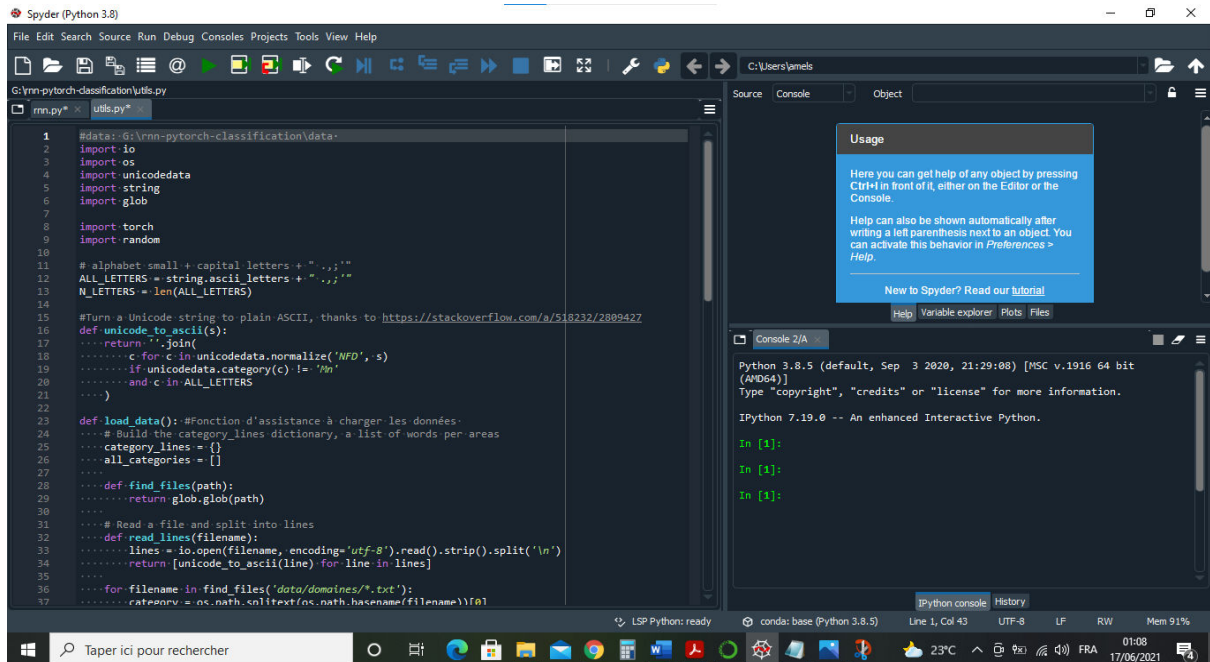 Spyder (Python 3.8)
File Edit Search Source Run Debug Consoles Projects Tools View Help
C:\Users\amels
G:\rnn-pytorch-classification\utils.py
rnn.py* utils.py*
Source Console Object
1 #data: G:\rnn-pytorch-classification\data
2 import io
3 import os
4 import unicodedata
5 import string
6 import glob
7
8 import torch
9 import random
10
11 # alphabet small + capital letters + " .,;'"
12 ALL_LETTERS = string.ascii_letters + " .,;'"
13 N_LETTERS = len(ALL_LETTERS)
14
15 #Turn a Unicode string to plain ASCII, thanks to https://stackoverflow.com/a/518232/2809427
16 def unicode_to_ascii(s):
17     return ''.join(
18         c for c in unicodedata.normalize('NFD', s)
19         if unicodedata.category(c) != 'Mn'
20         and c in ALL_LETTERS
21     )
22
23 def load_data(): #Fonction d'assistance à charger les données
24     # Build the category_lines dictionary, a list of words per areas
25     category_lines = {}
26     all_categories = []
27
28     def find_files(path):
29         return glob.glob(path)
30
31     # Read a file and split into lines
32     def read_lines(filename):
33         lines = io.open(filename, encoding='utf-8').read().strip().split('\n')
34         return [unicode_to_ascii(line) for line in lines]
35
36     for filename in find_files('data/domaines/*.txt'):
37         category = os.path.splitext(os.path.basename(filename))[0]
Usage
Here you can get help of any object by pressing
Ctrl+I in front of it, either on the Editor or the
Console.
Help can also be shown automatically after
writing a left parenthesis next to an object. You
can activate this behavior in Preferences >
Help.
New to Spyder? Read our tutorial
Help Variable explorer Plots Files
Console 2/A
Python 3.8.5 (default, Sep  3 2020, 21:29:08) [MSC v.1916 64 bit
(AMD64)]
Type "copyright", "credits" or "license" for more information.
IPython 7.19.0 -- An enhanced Interactive Python.
In [1]:
In [1]:
In [1]:
IPython console History
LSP Python: ready conda: base (Python 3.8.5) Line 1, Col 43 UTF-8 LF RW Mem 91%
Taper ici pour rechercher
23°C FRA 01:08
17/06/2021
4